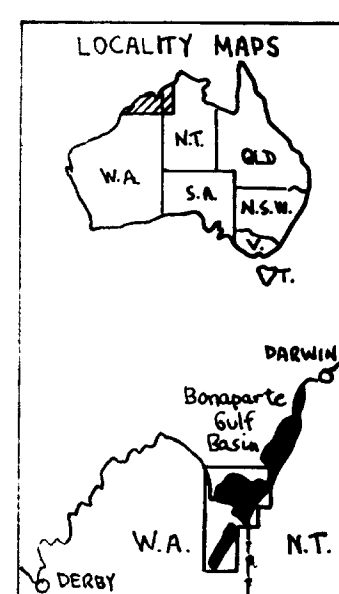 LOCALITY MAPS
N.T.
QLD
W.A.
S.A.
N.S.W.
V.
T.
DARWIN
Bonaparte
Gulf
Basin
W.A.
N.T.
DERBY